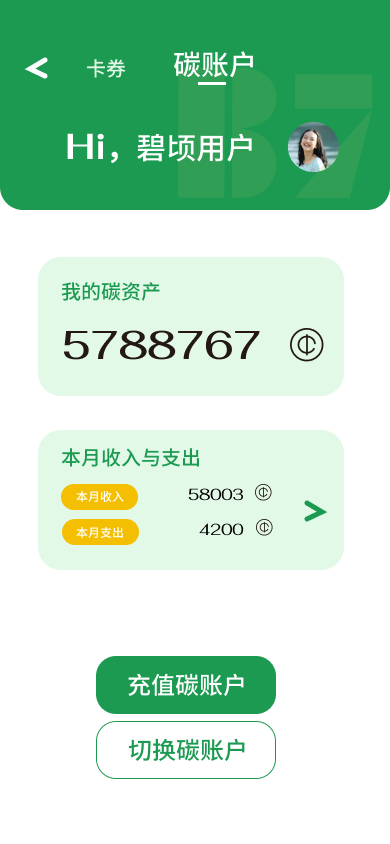 卡券 碳账户
B7
Hi，碧顷用户
我的碳资产
5788767
本月收入与支出
本月收入 58003
本月支出 4200
充值碳账户
切换碳账户